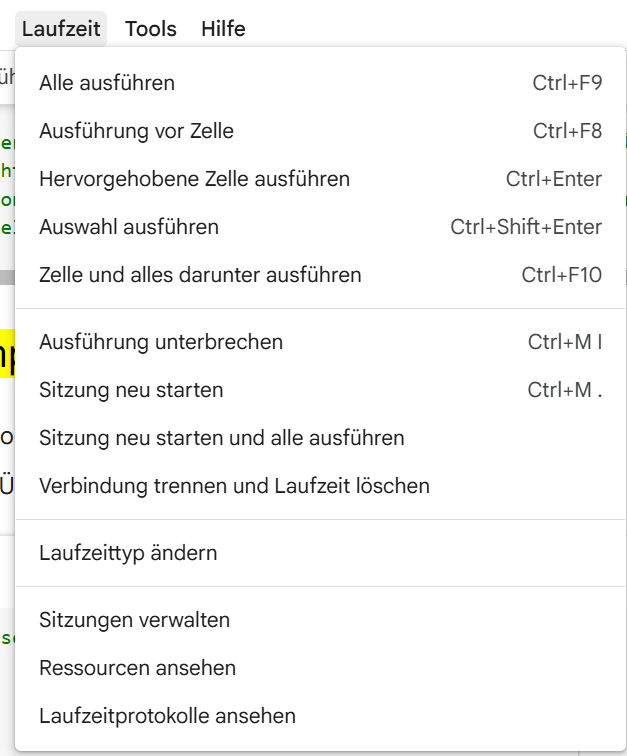 Laufzeit Tools Hilfe
Alle ausführen Ctrl+F9
Ausführung vor Zelle Ctrl+F8
Hervorgehobene Zelle ausführen Ctrl+Enter
Auswahl ausführen Ctrl+Shift+Enter
Zelle und alles darunter ausführen Ctrl+F10
Ausführung unterbrechen Ctrl+M I
Sitzung neu starten Ctrl+M .
Sitzung neu starten und alle ausführen
Verbindung trennen und Laufzeit löschen
Laufzeittyp ändern
Sitzungen verwalten
Ressourcen ansehen
Laufzeitprotokolle ansehen